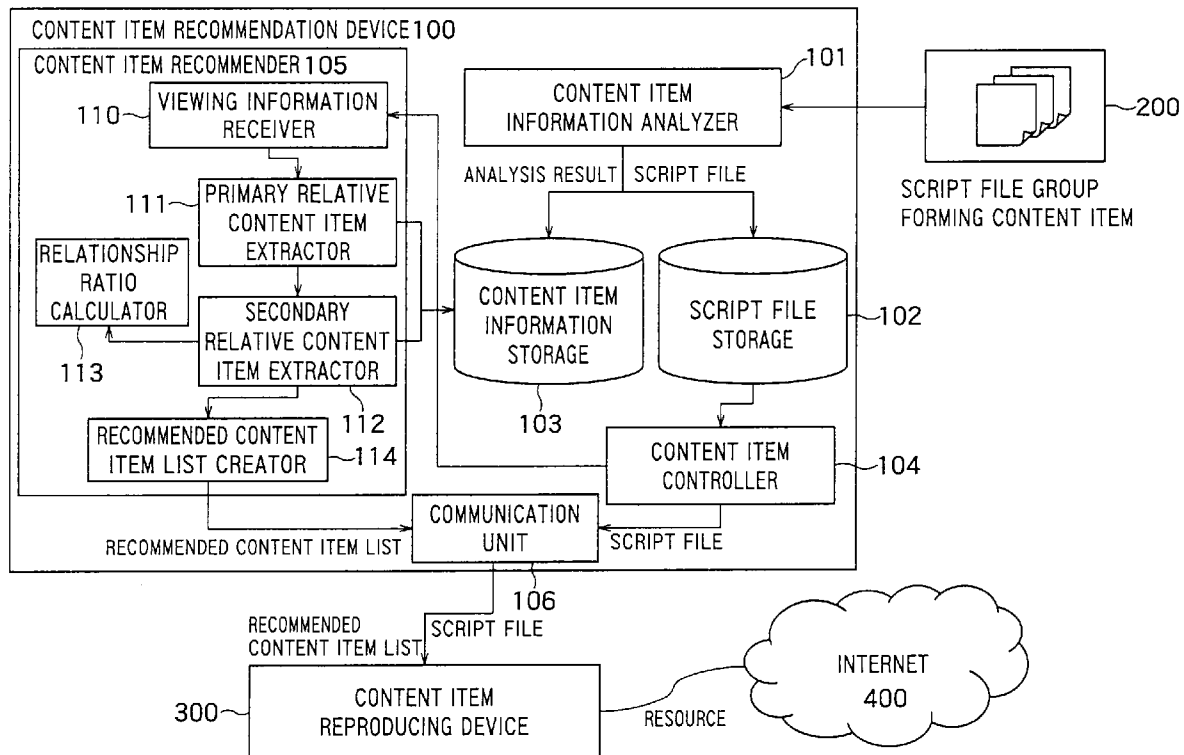 CONTENT ITEM RECOMMENDATION DEVICE 100
CONTENT ITEM RECOMMENDER 105
110
VIEWING INFORMATION
RECEIVER
111
PRIMARY RELATIVE
CONTENT ITEM
EXTRACTOR
RELATIONSHIP
RATIO
CALCULATOR
113
SECONDARY
RELATIVE CONTENT
ITEM EXTRACTOR
112
RECOMMENDED CONTENT
ITEM LIST CREATOR
114
101
CONTENT ITEM
INFORMATION ANALYZER
ANALYSIS RESULT
SCRIPT FILE
CONTENT ITEM
INFORMATION
STORAGE
103
SCRIPT FILE
STORAGE
102
CONTENT ITEM
CONTROLLER
104
200
SCRIPT FILE GROUP
FORMING CONTENT ITEM
RECOMMENDED CONTENT ITEM LIST
COMMUNICATION
UNIT
SCRIPT FILE
106
RECOMMENDED
CONTENT ITEM LIST
SCRIPT FILE
300
CONTENT ITEM
REPRODUCING DEVICE
RESOURCE
INTERNET
400